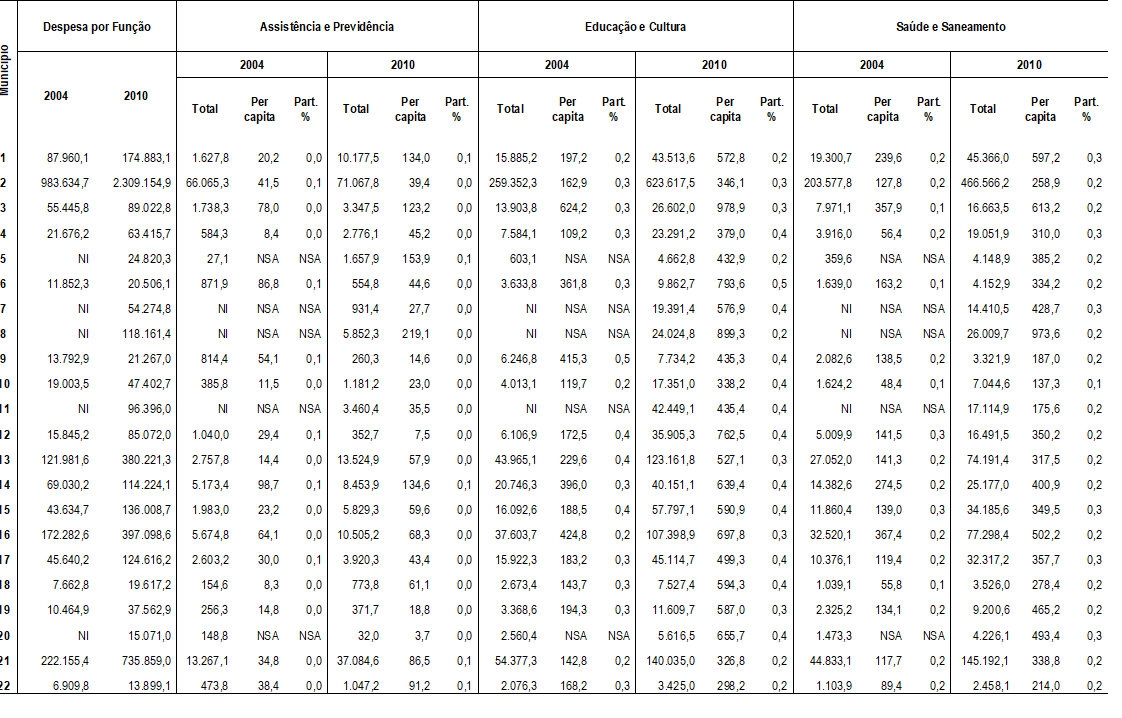 Município
Despesa por Função Assistência e Previdência Educação e Cultura Saúde e Saneamento
2004 2010 2004 2010 2004 2010 2004 2010
Total Per capita Part. % Total Per capita Part. % Total Per capita Part. % Total Per capita Part. % Total Per capita Part. % Total Per capita Part. %
1 87.960,1 174.883,1 1.627,8 20,2 0,0 10.177,5 134,0 0,1 15.885,2 197,2 0,2 43.513,6 572,8 0,2 19.300,7 239,6 0,2 45.366,0 597,2 0,3
2 983.634,7 2.309.154,9 66.065,3 41,5 0,1 71.067,8 39,4 0,0 259.352,3 162,9 0,3 623.617,5 346,1 0,3 203.577,8 127,8 0,2 466.566,2 258,9 0,2
3 55.445,8 89.022,8 1.738,3 78,0 0,0 3.347,5 123,2 0,0 13.903,8 624,2 0,3 26.602,0 978,9 0,3 7.971,1 357,9 0,1 16.663,5 613,2 0,2
4 21.676,2 63.415,7 584,3 8,4 0,0 2.776,1 45,2 0,0 7.584,1 109,2 0,3 23.291,2 379,0 0,4 3.916,0 56,4 0,2 19.051,9 310,0 0,3
5 NI 24.820,3 27,1 NSA NSA 1.657,9 153,9 0,1 603,1 NSA NSA 4.662,8 432,9 0,2 359,6 NSA NSA 4.148,9 385,2 0,2
6 11.852,3 20.506,1 871,9 86,8 0,1 554,8 44,6 0,0 3.633,8 361,8 0,3 9.862,7 793,6 0,5 1.639,0 163,2 0,1 4.152,9 334,2 0,2
7 NI 54.274,8 NI NSA NSA 931,4 27,7 0,0 NI NSA NSA 19.391,4 576,9 0,4 NI NSA NSA 14.410,5 428,7 0,3
8 NI 118.161,4 NI NSA NSA 5.852,3 219,1 0,0 NI NSA NSA 24.024,8 899,3 0,2 NI NSA NSA 26.009,7 973,6 0,2
9 13.792,9 21.267,0 814,4 54,1 0,1 260,3 14,6 0,0 6.246,8 415,3 0,5 7.734,2 435,3 0,4 2.082,6 138,5 0,2 3.321,9 187,0 0,2
10 19.003,5 47.402,7 385,8 11,5 0,0 1.181,2 23,0 0,0 4.013,1 119,7 0,2 17.351,0 338,2 0,4 1.624,2 48,4 0,1 7.044,6 137,3 0,1
11 NI 96.396,0 NI NSA NSA 3.460,4 35,5 0,0 NI NSA NSA 42.449,1 435,4 0,4 NI NSA NSA 17.114,9 175,6 0,2
12 15.845,2 85.072,0 1.040,0 29,4 0,1 352,7 7,5 0,0 6.106,9 172,5 0,4 35.905,3 762,5 0,4 5.009,9 141,5 0,3 16.491,5 350,2 0,2
13 121.981,6 380.221,3 2.757,8 14,4 0,0 13.524,9 57,9 0,0 43.965,1 229,6 0,4 123.161,8 527,1 0,3 27.052,0 141,3 0,2 74.191,4 317,5 0,2
14 69.030,2 114.224,1 5.173,4 98,7 0,1 8.453,9 134,6 0,1 20.746,3 396,0 0,3 40.151,1 639,4 0,4 14.382,6 274,5 0,2 25.177,0 400,9 0,2
15 43.634,7 136.008,7 1.983,0 23,2 0,0 5.829,3 59,6 0,0 16.092,6 188,5 0,4 57.797,1 590,9 0,4 11.860,4 139,0 0,3 34.185,6 349,5 0,3
16 172.282,6 397.098,6 5.674,8 64,1 0,0 10.505,2 68,3 0,0 37.603,7 424,8 0,2 107.398,9 697,8 0,3 32.520,1 367,4 0,2 77.298,4 502,2 0,2
17 45.640,2 124.616,2 2.603,2 30,0 0,1 3.920,3 43,4 0,0 15.922,3 183,2 0,3 45.114,7 499,3 0,4 10.376,1 119,4 0,2 32.317,2 357,7 0,3
18 7.662,8 19.617,2 154,6 8,3 0,0 773,8 61,1 0,0 2.673,4 143,7 0,3 7.527,4 594,3 0,4 1.039,1 55,8 0,1 3.526,0 278,4 0,2
19 10.464,9 37.562,9 256,3 14,8 0,0 371,7 18,8 0,0 3.368,6 194,3 0,3 11.609,7 587,0 0,3 2.325,2 134,1 0,2 9.200,6 465,2 0,2
20 NI 15.071,0 148,8 NSA NSA 32,0 3,7 0,0 2.560,4 NSA NSA 5.616,5 655,7 0,4 1.473,3 NSA NSA 4.226,1 493,4 0,3
21 222.155,4 735.859,0 13.267,1 34,8 0,0 37.084,6 86,5 0,1 54.377,3 142,8 0,2 140.035,0 326,8 0,2 44.833,1 117,7 0,2 145.192,1 338,8 0,2
22 6.909,8 13.899,1 473,8 38,4 0,0 1.047,2 91,2 0,1 2.076,3 168,2 0,3 3.425,0 298,2 0,2 1.103,9 89,4 0,2 2.458,1 214,0 0,2